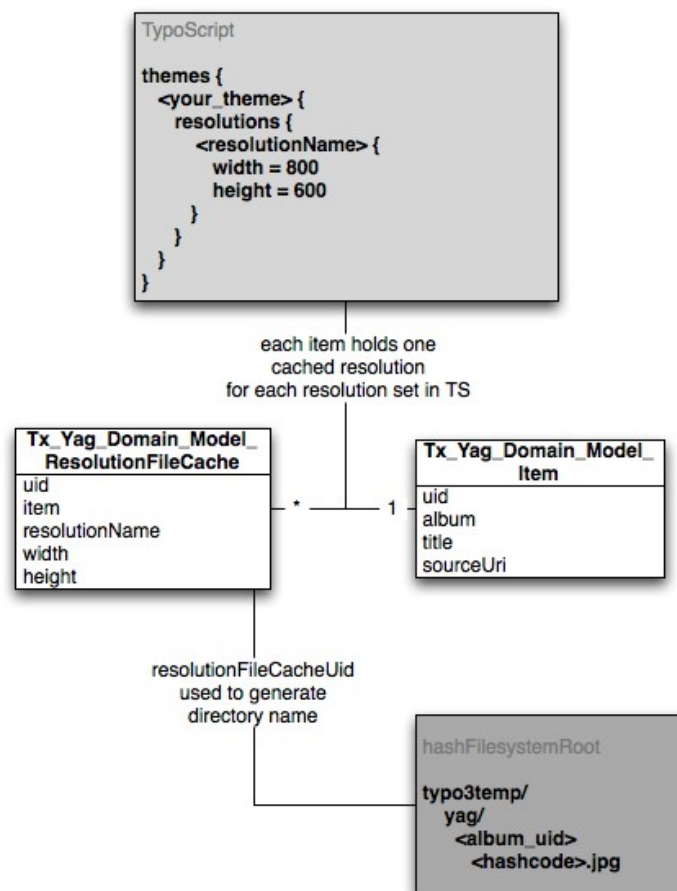 TypoScript
themes {
<your_theme> {
resolutions {
<resolutionName> {
width = 800
height = 600
}
}
}
}
each item holds one
cached resolution
for each resolution set in TS
Tx_Yag_Domain_Model_
ResolutionFileCache
uid
item
resolutionName
width
height
*
1
Tx_Yag_Domain_Model_
Item
uid
album
title
sourceUri
resolutionFileCacheUid
used to generate
directory name
hashFilesystemRoot
typo3temp/
yag/
<album_uid>
<hashcode>.jpg